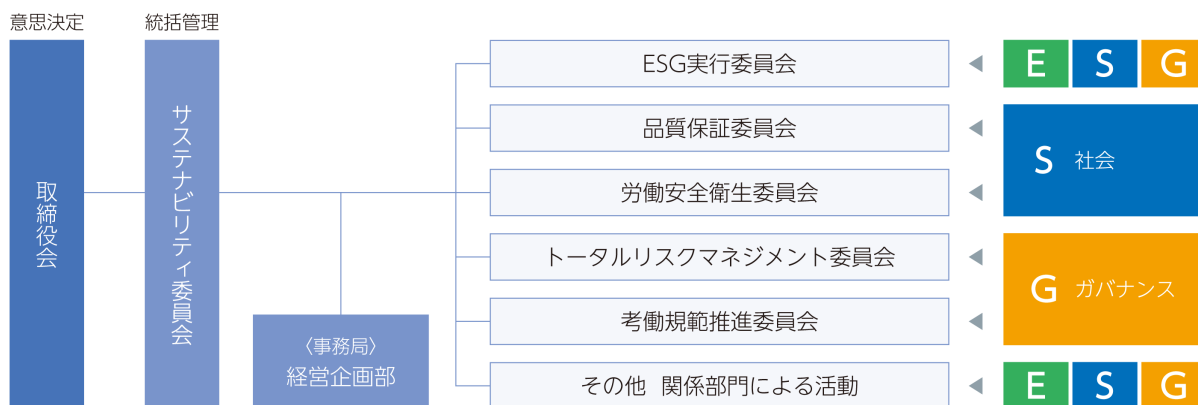 意思決定
統括管理
取締役会
サステナビリティ委員会
〈事務局〉
経営企画部
ESG実行委員会
E S G
品質保証委員会
労働安全衛生委員会
S 社会
トータルリスクマネジメント委員会
考働規範推進委員会
G ガバナンス
その他 関係部門による活動
E S G